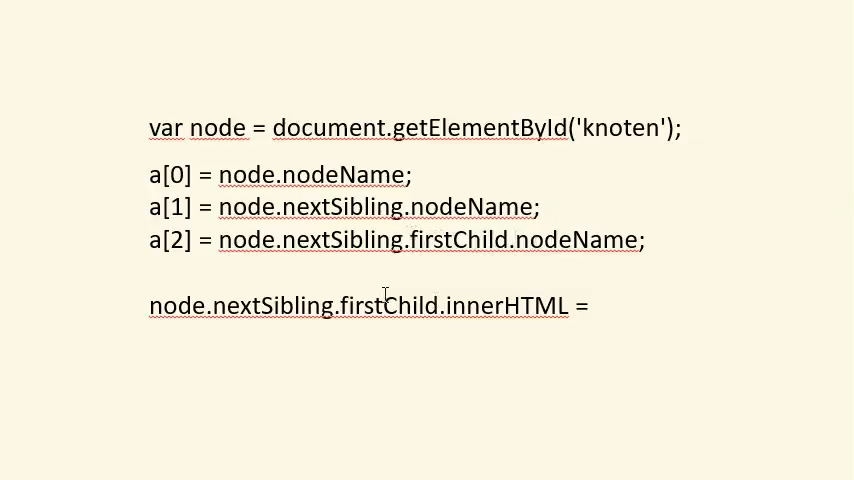 var node = document.getElementById('knoten');
a[0] = node.nodeName;
a[1] = node.nextSibling.nodeName;
a[2] = node.nextSibling.firstChild.nodeName;
node.nextSibling.firstChild.innerHTML =